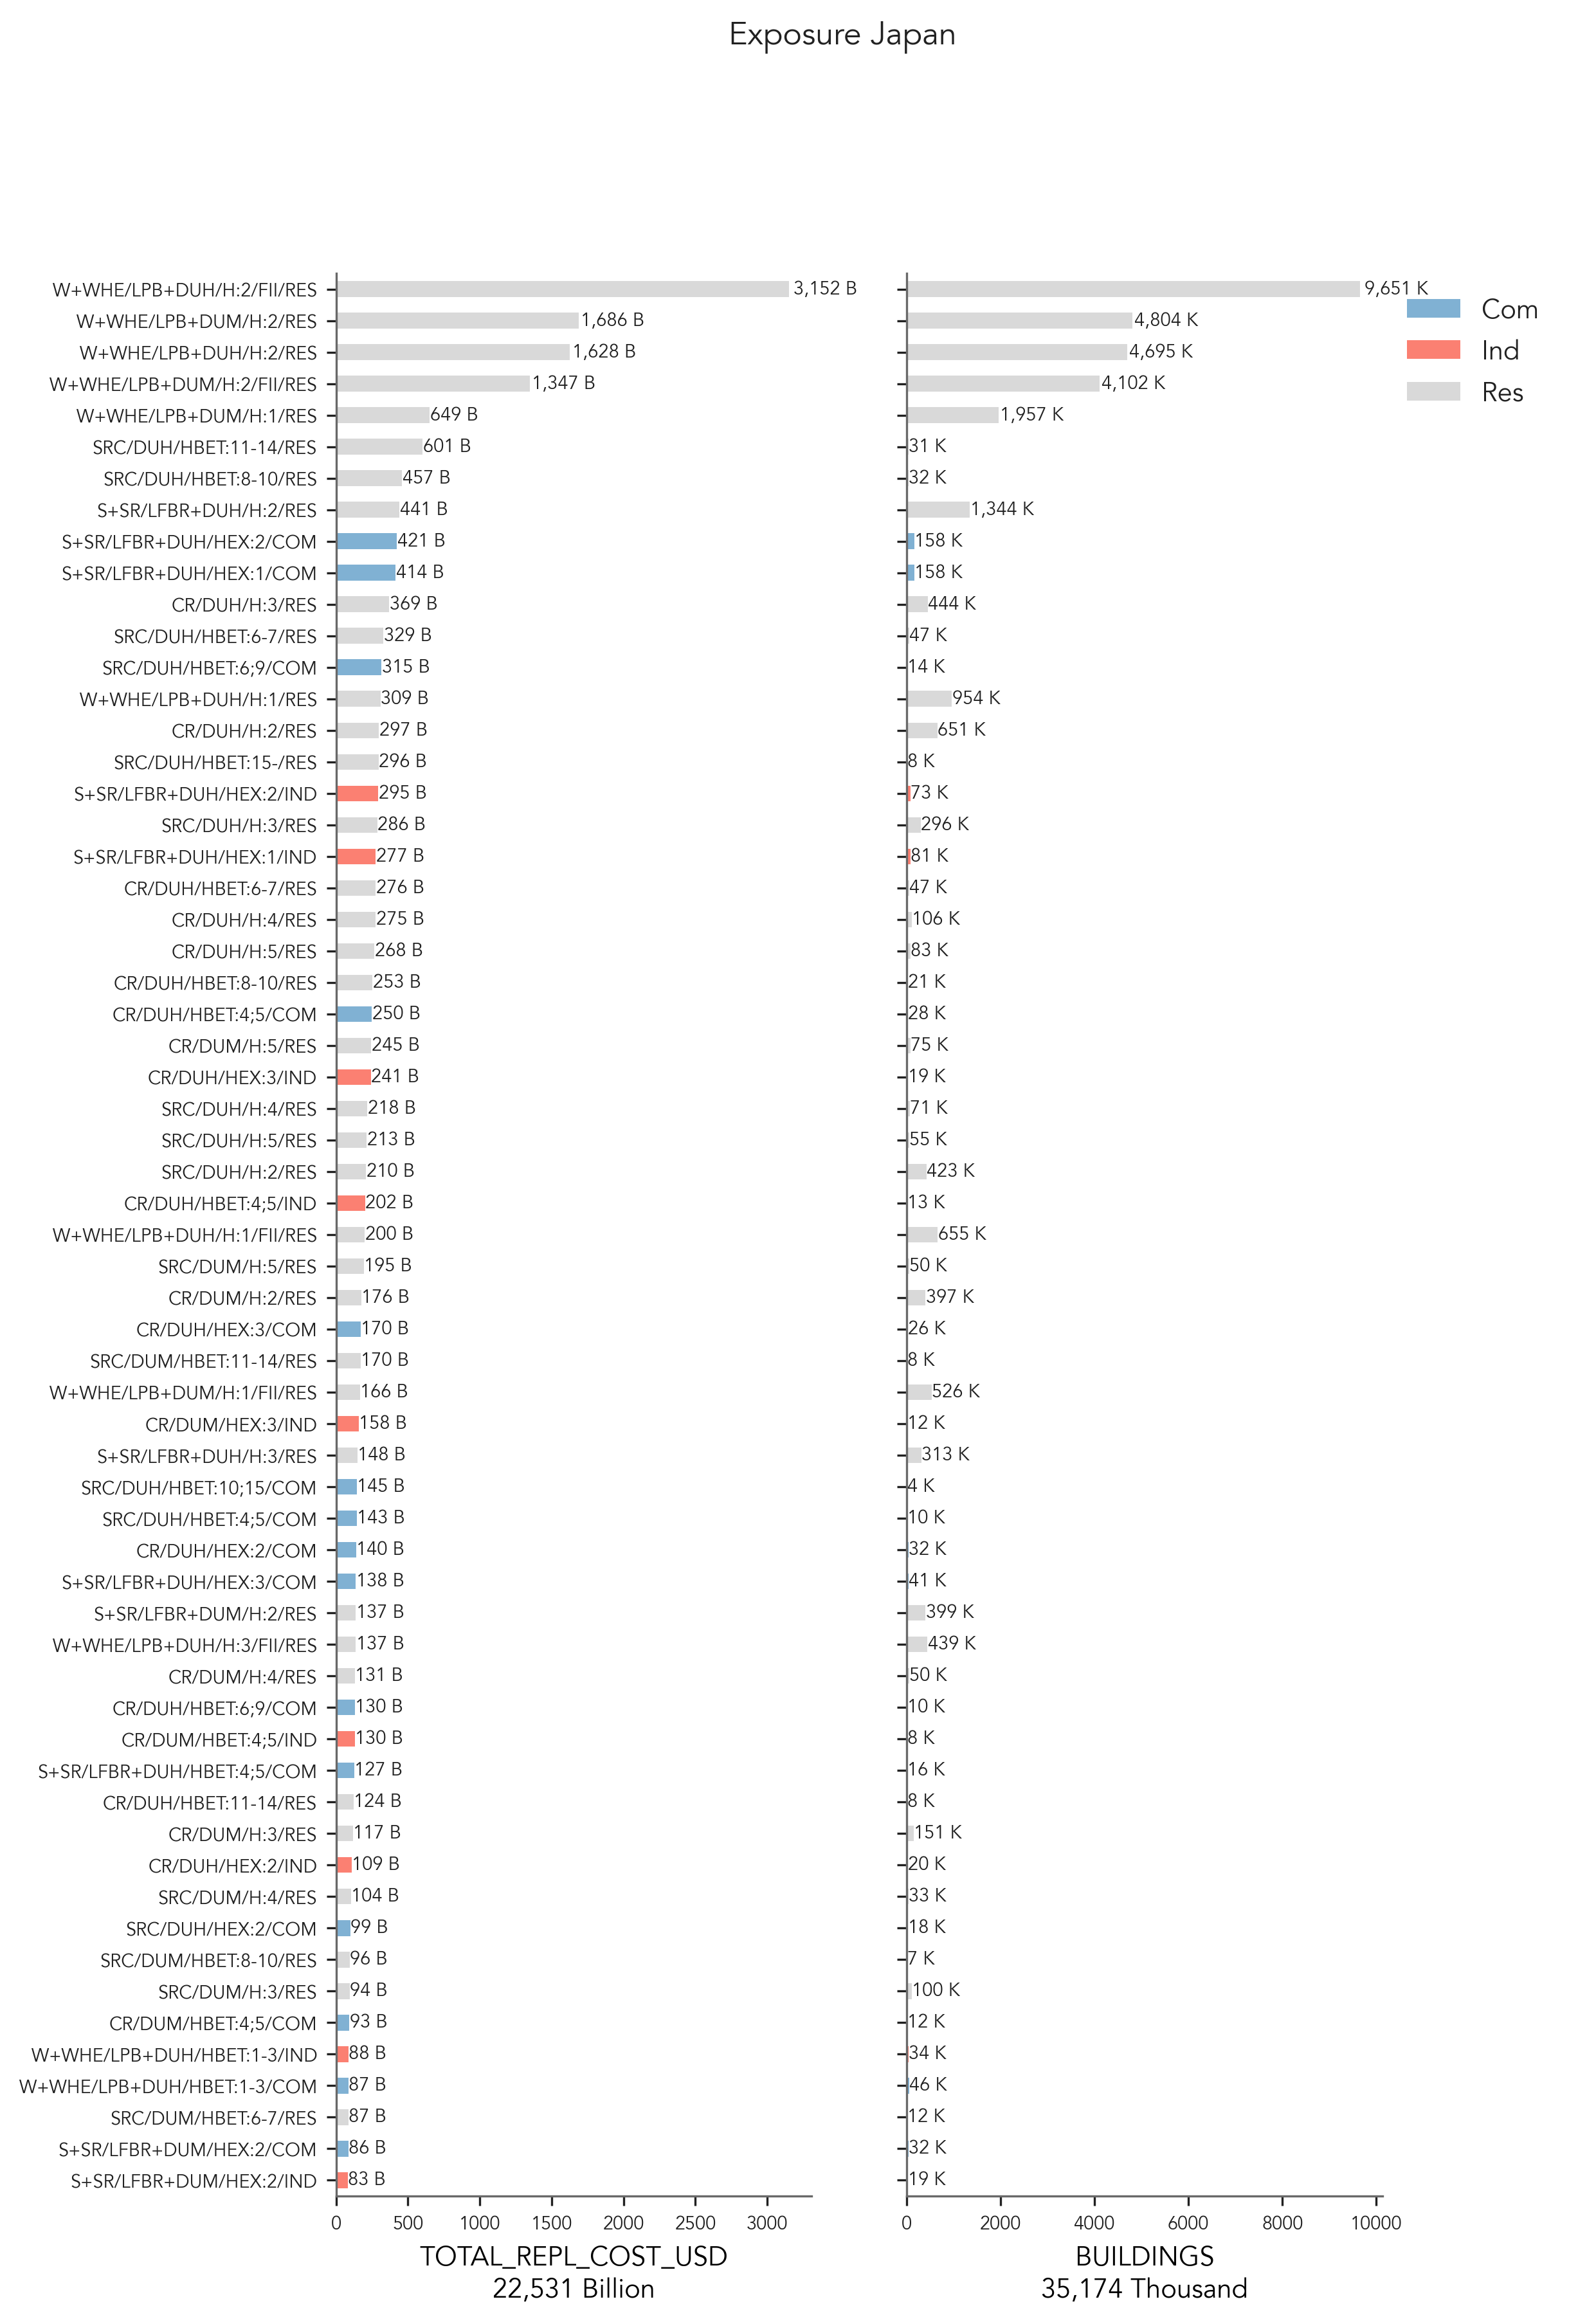 Exposure Japan
W+WHE/LPB+DUH/H:2/FII/RES 3,152 B 9,651 K
W+WHE/LPB+DUM/H:2/RES 1,686 B 4,804 K
W+WHE/LPB+DUH/H:2/RES 1,628 B 4,695 K
W+WHE/LPB+DUM/H:2/FII/RES 1,347 B 4,102 K
W+WHE/LPB+DUM/H:1/RES 649 B 1,957 K
SRC/DUH/HBET:11-14/RES 601 B 31 K
SRC/DUH/HBET:8-10/RES 457 B 32 K
S+SR/LFBR+DUH/H:2/RES 441 B 1,344 K
S+SR/LFBR+DUH/HEX:2/COM 421 B 158 K
S+SR/LFBR+DUH/HEX:1/COM 414 B 158 K
CR/DUH/H:3/RES 369 B 444 K
SRC/DUH/HBET:6-7/RES 329 B 47 K
SRC/DUH/HBET:6;9/COM 315 B 14 K
W+WHE/LPB+DUH/H:1/RES 309 B 954 K
CR/DUH/H:2/RES 297 B 651 K
SRC/DUH/HBET:15-/RES 296 B 8 K
S+SR/LFBR+DUH/HEX:2/IND 295 B 73 K
SRC/DUH/H:3/RES 286 B 296 K
S+SR/LFBR+DUH/HEX:1/IND 277 B 81 K
CR/DUH/HBET:6-7/RES 276 B 47 K
CR/DUH/H:4/RES 275 B 106 K
CR/DUH/H:5/RES 268 B 83 K
CR/DUH/HBET:8-10/RES 253 B 21 K
CR/DUH/HBET:4;5/COM 250 B 28 K
CR/DUM/H:5/RES 245 B 75 K
CR/DUH/HEX:3/IND 241 B 19 K
SRC/DUH/H:4/RES 218 B 71 K
SRC/DUH/H:5/RES 213 B 55 K
SRC/DUH/H:2/RES 210 B 423 K
CR/DUH/HBET:4;5/IND 202 B 13 K
W+WHE/LPB+DUH/H:1/FII/RES 200 B 655 K
SRC/DUM/H:5/RES 195 B 50 K
CR/DUM/H:2/RES 176 B 397 K
CR/DUH/HEX:3/COM 170 B 26 K
SRC/DUM/HBET:11-14/RES 170 B 8 K
W+WHE/LPB+DUM/H:1/FII/RES 166 B 526 K
CR/DUM/HEX:3/IND 158 B 12 K
S+SR/LFBR+DUH/H:3/RES 148 B 313 K
SRC/DUH/HBET:10;15/COM 145 B 4 K
SRC/DUH/HBET:4;5/COM 143 B 10 K
CR/DUH/HEX:2/COM 140 B 32 K
S+SR/LFBR+DUH/HEX:3/COM 138 B 41 K
S+SR/LFBR+DUM/H:2/RES 137 B 399 K
W+WHE/LPB+DUH/H:3/FII/RES 137 B 439 K
CR/DUM/H:4/RES 131 B 50 K
CR/DUH/HBET:6;9/COM 130 B 10 K
CR/DUM/HBET:4;5/IND 130 B 8 K
S+SR/LFBR+DUH/HBET:4;5/COM 127 B 16 K
CR/DUH/HBET:11-14/RES 124 B 8 K
CR/DUM/H:3/RES 117 B 151 K
CR/DUH/HEX:2/IND 109 B 20 K
SRC/DUM/H:4/RES 104 B 33 K
SRC/DUH/HEX:2/COM 99 B 18 K
SRC/DUM/HBET:8-10/RES 96 B 7 K
SRC/DUM/H:3/RES 94 B 100 K
CR/DUM/HBET:4;5/COM 93 B 12 K
W+WHE/LPB+DUH/HBET:1-3/IND 88 B 34 K
W+WHE/LPB+DUH/HBET:1-3/COM 87 B 46 K
SRC/DUM/HBET:6-7/RES 87 B 12 K
S+SR/LFBR+DUM/HEX:2/COM 86 B 32 K
S+SR/LFBR+DUM/HEX:2/IND 83 B 19 K
0 500 1000 1500 2000 2500 3000
TOTAL_REPL_COST_USD
22,531 Billion
0 2000 4000 6000 8000 10000
BUILDINGS
35,174 Thousand
Com
Ind
Res